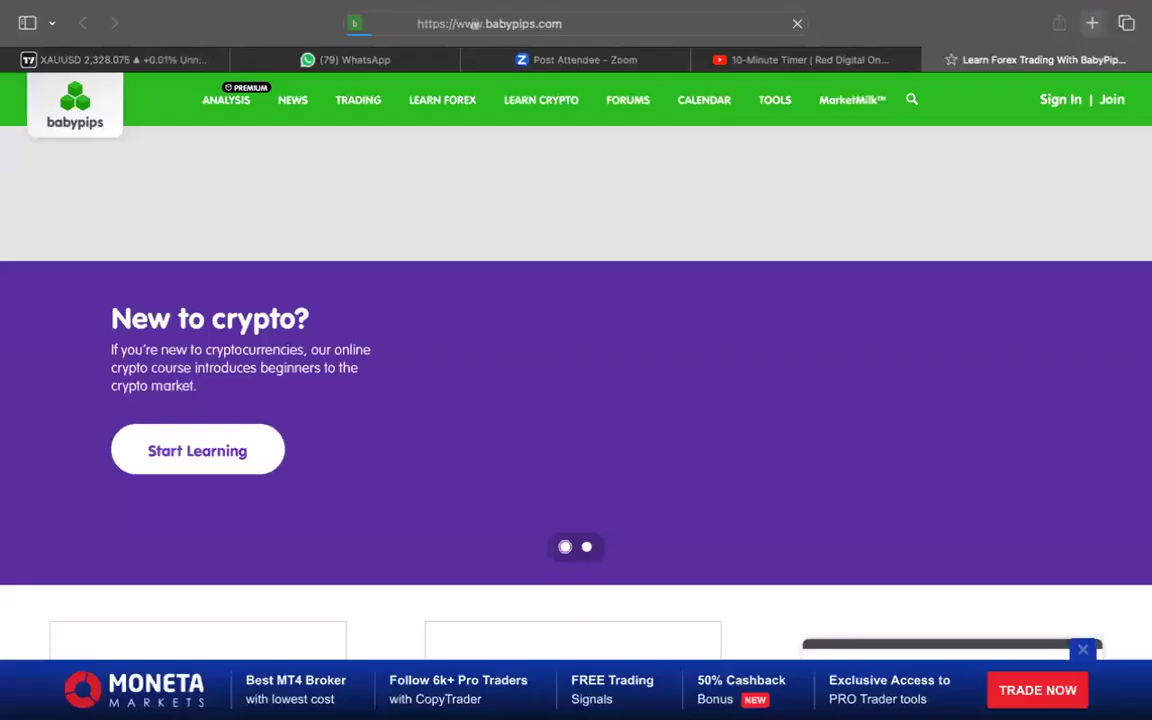 https://www.babypips.com
XAUUSD 2,328.075 ▲ +0.01% Unn...
(79) WhatsApp
Post Attendee - Zoom
10-Minute Timer | Red Digital On...
Learn Forex Trading With BabyPip...
babypips
PREMIUM
ANALYSIS
NEWS
TRADING
LEARN FOREX
LEARN CRYPTO
FORUMS
CALENDAR
TOOLS
MarketMilk™
Sign In | Join
New to crypto?
If you're new to cryptocurrencies, our online
crypto course introduces beginners to the
crypto market.
Start Learning
MONETA
MARKETS
Best MT4 Broker
with lowest cost
Follow 6k+ Pro Traders
with CopyTrader
FREE Trading
Signals
50% Cashback
Bonus NEW
Exclusive Access to
PRO Trader tools
TRADE NOW